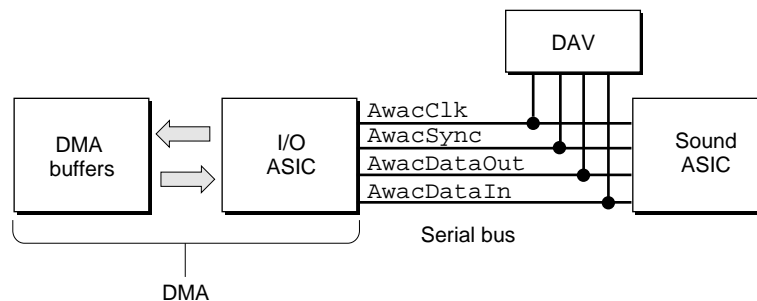 DAV
DMA
buffers
I/O
ASIC
AwacClk
AwacSync
AwacDataOut
AwacDataIn
Sound
ASIC
Serial bus
DMA